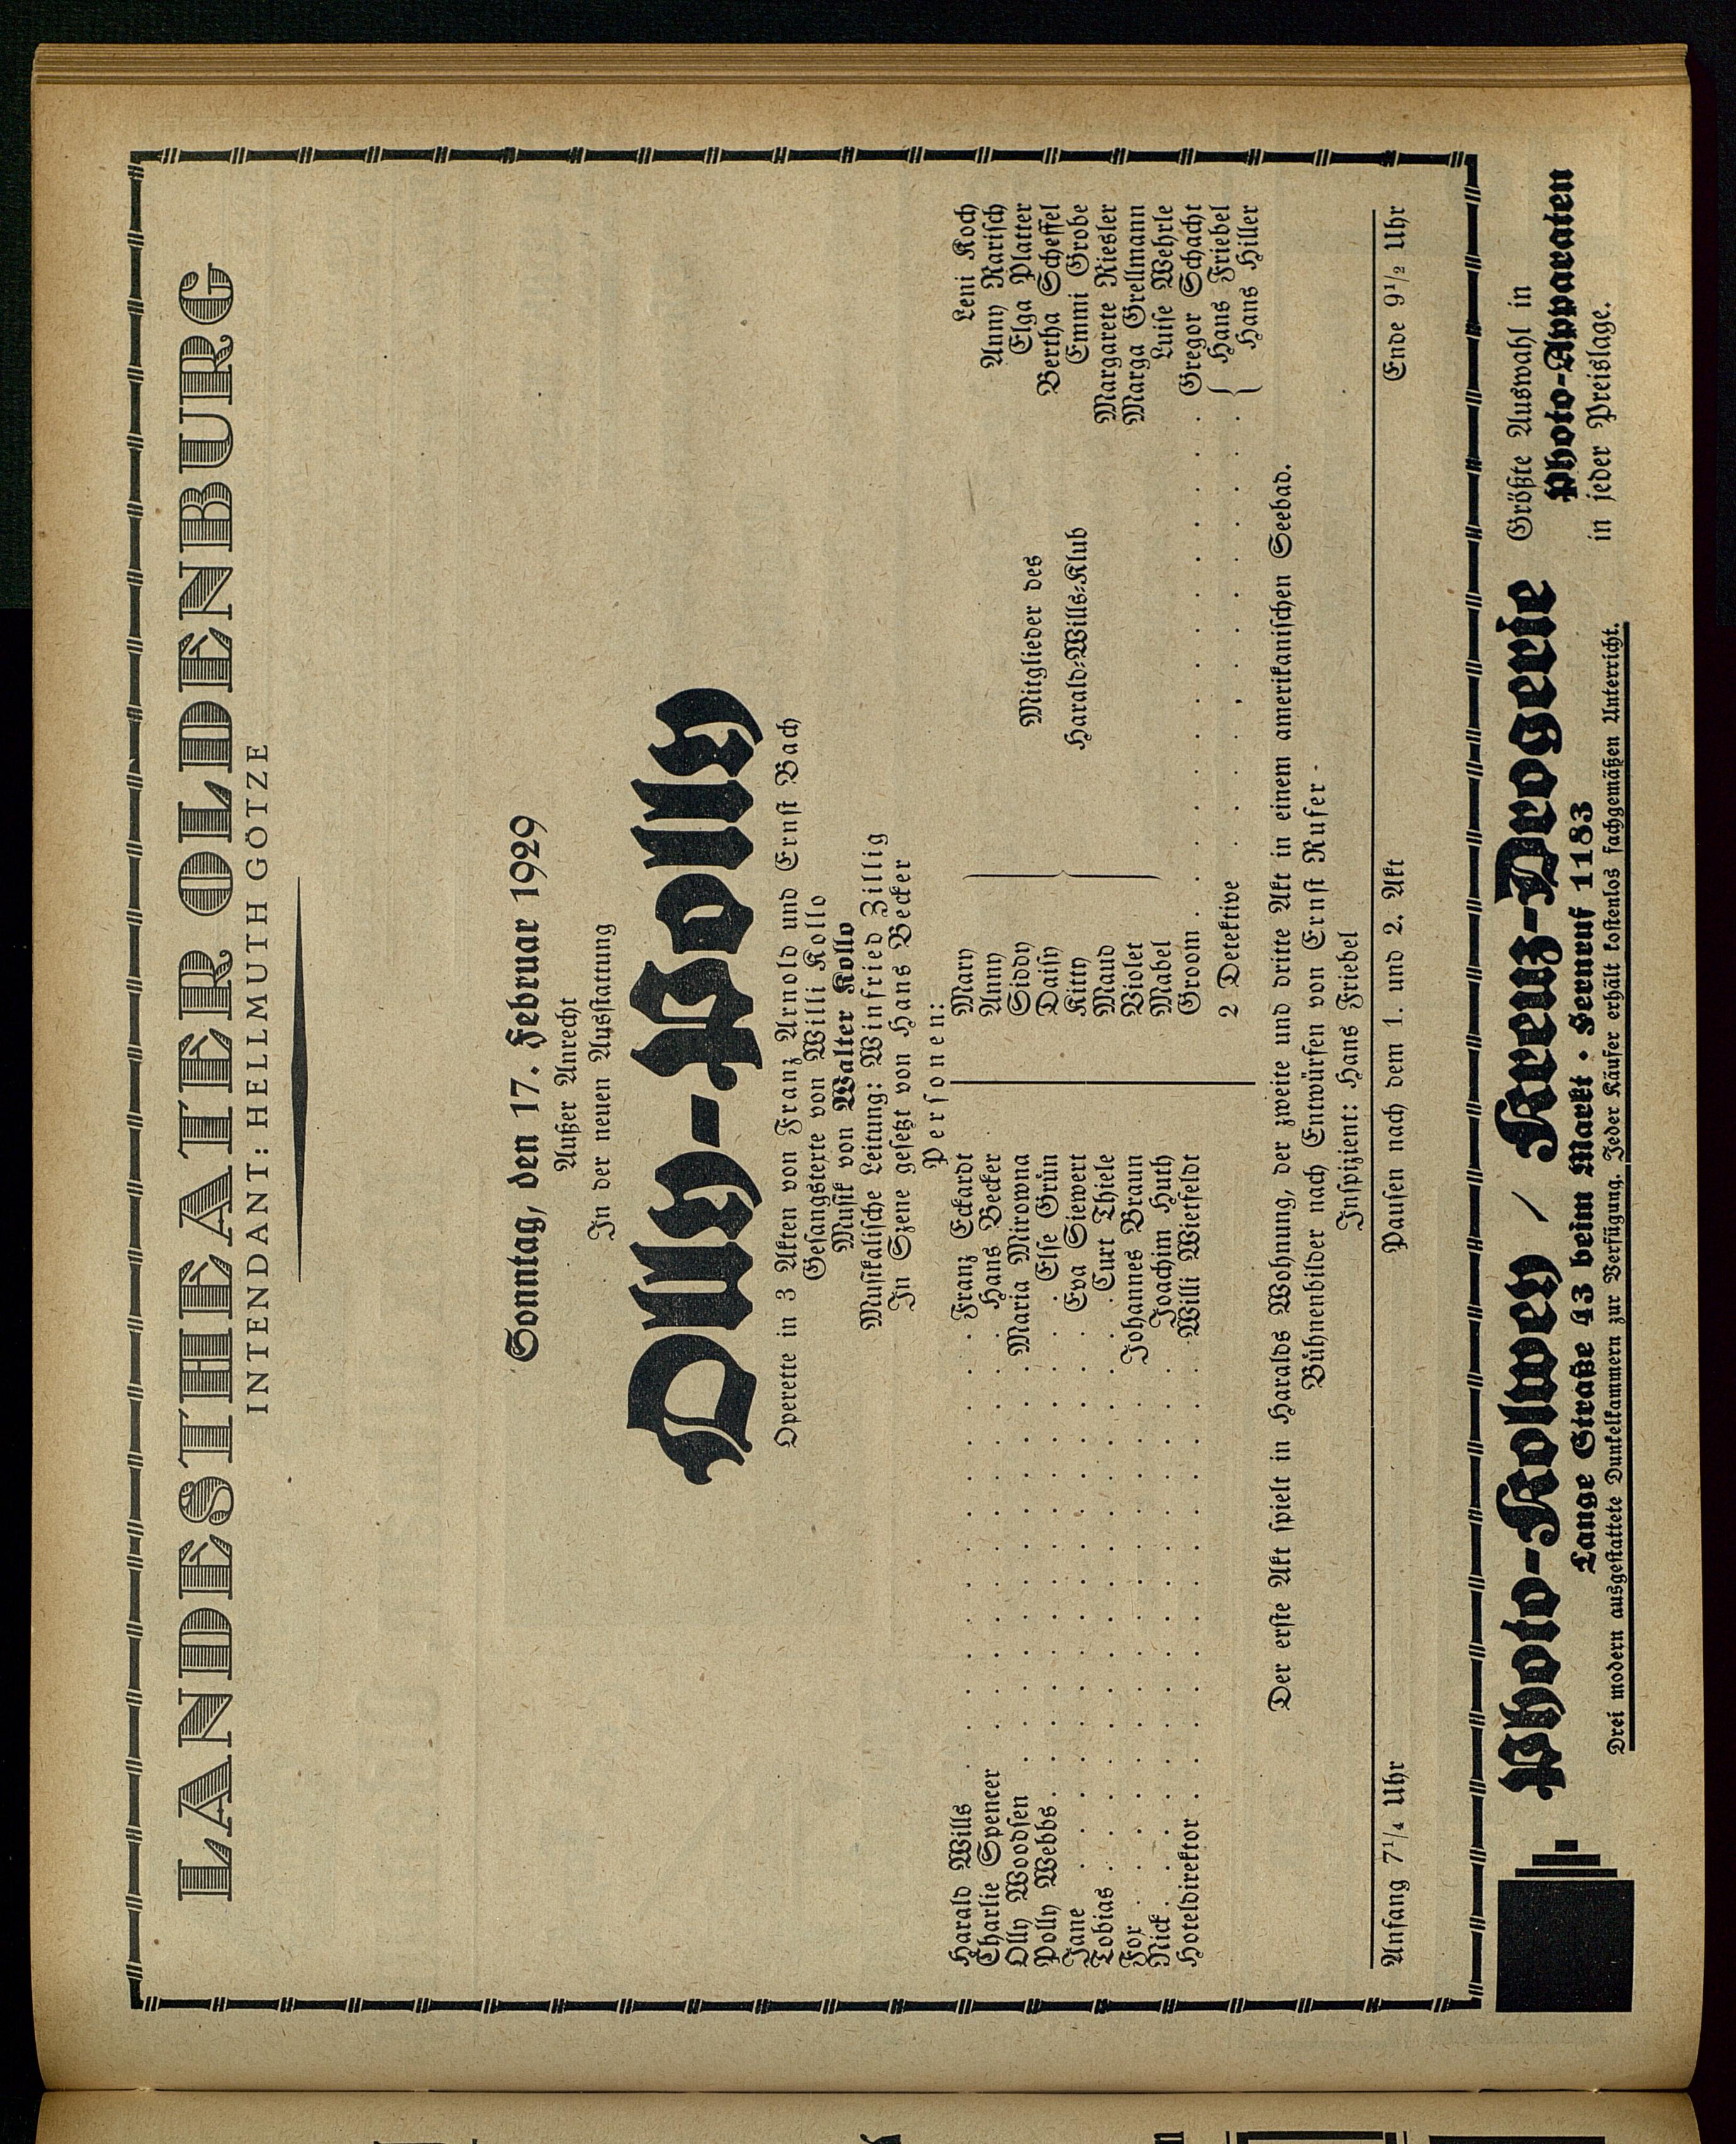 LANDESTHEATER OLDENBURG
INTENDANT: HELLMUTH GÖTZE
Sonntag, den 17. Februar 1929
Außer Anrecht
In der neuen Ausstattung
Olly-Polly
Operette in 3 Akten von Franz Arnold und Ernst Bach
Gesangsterte von Willi Kollo
Musik von Walter Kollo
Musikalische Leitung: Winfried Zillig
In Szene gesetzt von Hans Becker
Personen:
Harald Wills . . . . . . . . . . . . . Franz Eckardt
Charlie Spencer . . . . . . . . . . . . Hans Becker
Olly Woodsen . . . . . . . . . . . . Maria Mirowna
Polly Webbs . . . . . . . . . . . . . . Else Grün
Jane . . . . . . . . . . . . . . . . Eva Siewert
Tobias . . . . . . . . . . . . . . . Curt Thiele
Fox . . . . . . . . . . . . . . . Johannes Braun
Nick . . . . . . . . . . . . . . . Joachim Huth
Hoteldirektor . . . . . . . . . . . . . Willi Wietfeldt
Mary Leni Koch
Anny Anny Rarisch
Siddy Elga Platter
Daisy Bertha Scheffel
Kitty Emmi Grobe
Maud Margarete Riesler
Violet Marga Grellmann
Mabel Luise Wehrle
Mitglieder des
Harald-Wills-Klub
Groom . . . . . . . . . . . . Gregor Schacht
2 Detektive . . . . . . . . . { Hans Friebel
{ Hans Hiller
Der erste Akt spielt in Haralds Wohnung, der zweite und dritte Akt in einem amerikanischen Seebad.
Bühnenbilder nach Entwürfen von Ernst Rufer
Inspizient: Hans Friebel
Anfang 7¹/₄ Uhr Pausen nach dem 1. und 2. Akt Ende 9¹/₂ Uhr
Photo-Kolwey / Kreuz-Drogerie
Lange Straße 43 beim Markt · Fernruf 1183
Drei modern ausgestattete Dunkelkammern zur Verfügung. Jeder Käufer erhält kostenlos fachgemäßen Unterricht.
Größte Auswahl in
Photo-Apparaten
in jeder Preislage.